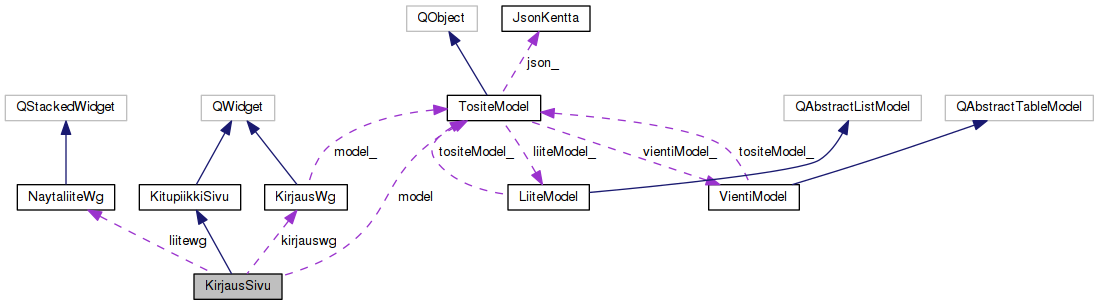 QObject
JsonKentta
json_
QStackedWidget
QWidget
TositeModel
QAbstractListModel
QAbstractTableModel
model_
tositeModel_
liiteModel_
vientiModel_
tositeModel_
NaytaliiteWg
KitupiikkiSivu
KirjausWg
model
LiiteModel
VientiModel
liitewg
kirjauswg
KirjausSivu